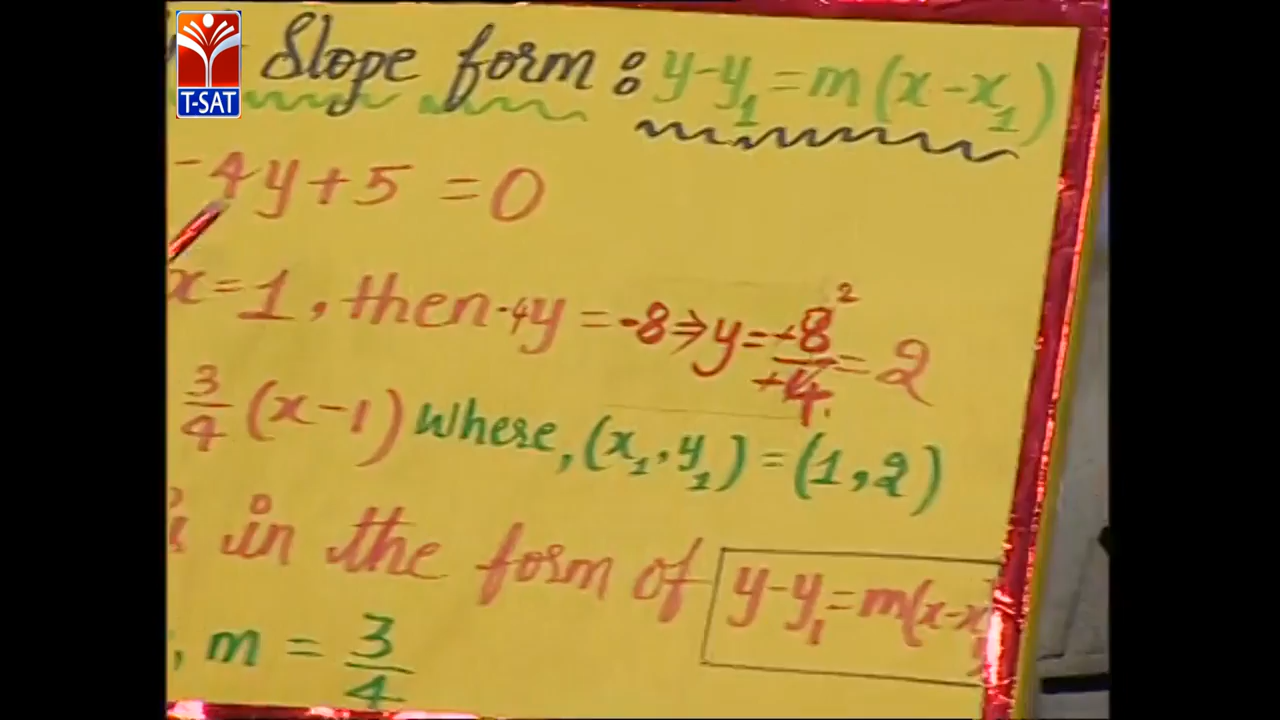 T-SAT
Slope form : y-y₁ = m(x-x₁)
-4y+5 = 0
x=1, then -4y = -8 ⇒ y = -8/-4 = 2
3/4 (x-1) where, (x₁, y₁) = (1, 2)
in the form of y-y₁ = m(x-x
, m = 3/4